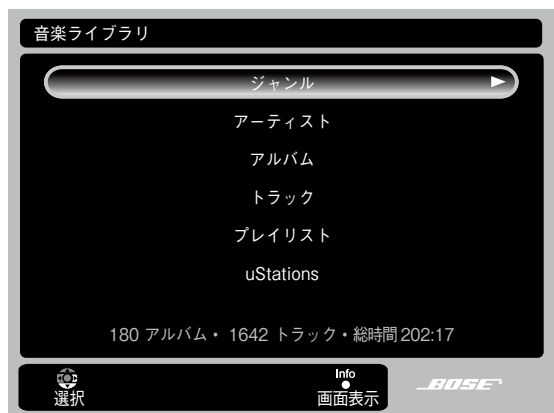 音楽ライブラリ
ジャンル
アーティスト
アルバム
トラック
プレイリスト
uStations
180 アルバム・ 1642 トラック・総時間 202:17
選択
Info
画面表示
BOSE